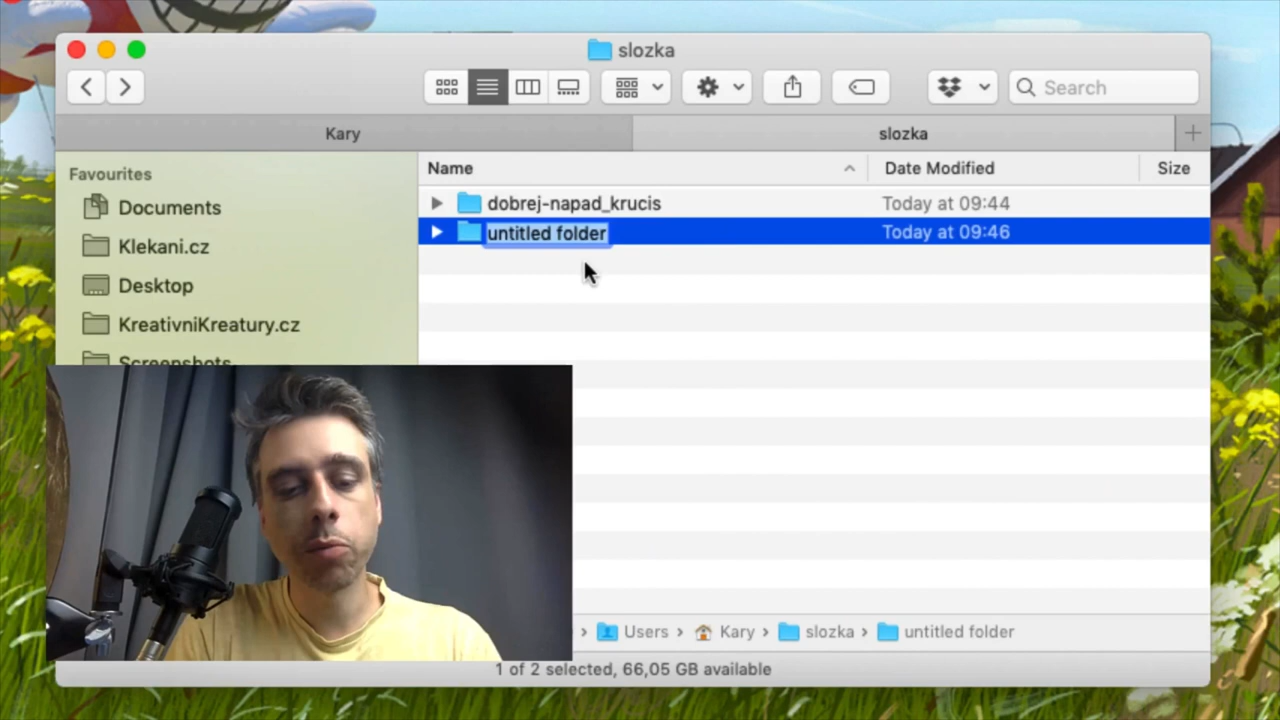 slozka
Search
Kary
slozka
Favourites
Documents
Klekani.cz
Desktop
KreativniKreatury.cz
Screenshots
Name
Date Modified
Size
dobrej-napad_krucis
Today at 09:44
untitled folder
Today at 09:46
Users
Kary
slozka
untitled folder
1 of 2 selected, 66,05 GB available